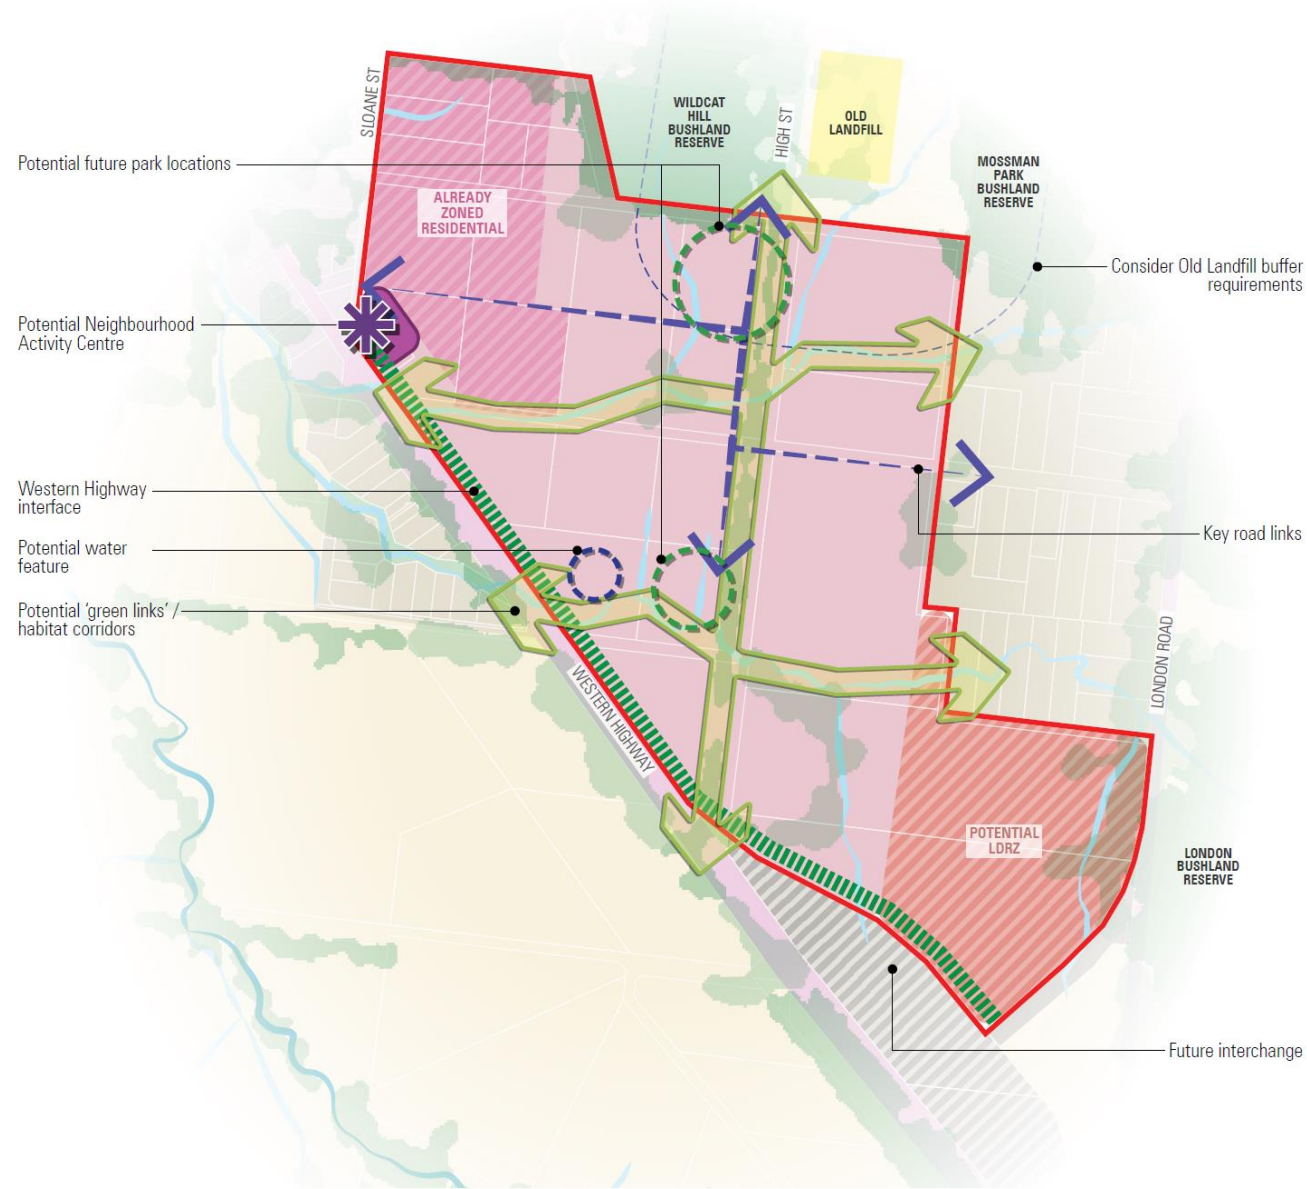 SLOANE ST
WILDCAT
HILL
BUSHLAND
RESERVE
HIGH ST
OLD
LANDFILL
MOSSMAN
PARK
BUSHLAND
RESERVE
Potential future park locations
ALREADY
ZONED
RESIDENTIAL
Consider Old Landfill buffer
requirements
Potential Neighbourhood
Activity Centre
Western Highway
interface
Key road links
Potential water
feature
Potential ‘green links’ /
habitat corridors
LONDON ROAD
WESTERN HIGHWAY
POTENTIAL
LDRZ
LONDON
BUSHLAND
RESERVE
Future interchange